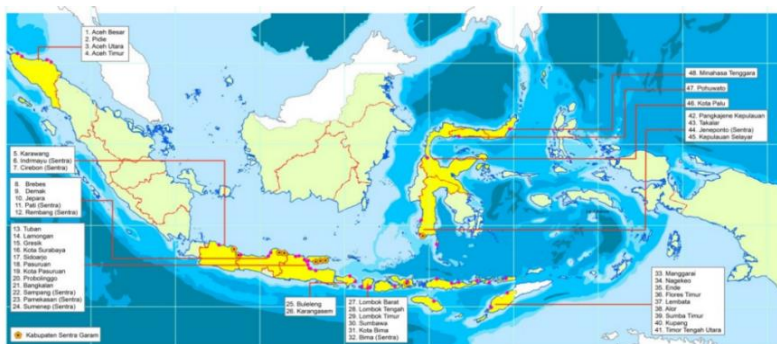 1. Aceh Besar
2. Pidie
3. Aceh Utara
4. Aceh Timur
48. Minahasa Tenggara
47. Pohuwato
46. Kota Palu
42. Pangkajene Kepulauan
43. Takalar
44. Jeneponto (Sentra)
45. Kepulauan Selayar
5. Karawang
6. Indrmayu (Sentra)
7. Cirebon (Sentra)
8. Brebes
9. Demak
10. Jepara
11. Pati (Sentra)
12. Rembang (Sentra)
13. Tuban
14. Lamongan
15. Gresik
16. Kota Surabaya
17. Sidoarjo
18. Pasuruan
19. Kota Pasuruan
20. Probolinggo
21. Bangkalan
22. Sampang (Sentra)
23. Pamekasan (Sentra)
24. Sumenep (Sentra)
25. Buleleng
26. Karangasem
27. Lombok Barat
28. Lombok Tengah
29. Lombok Timur
30. Sumbawa
31. Kota Bima
32. Bima (Sentra)
33. Manggarai
34. Nagekeo
35. Ende
36. Flores Timur
37. Lembata
38. Alor
39. Sumba Timur
40. Kupang
41. Timor Tengah Utara
Kabupaten Sentra Garam